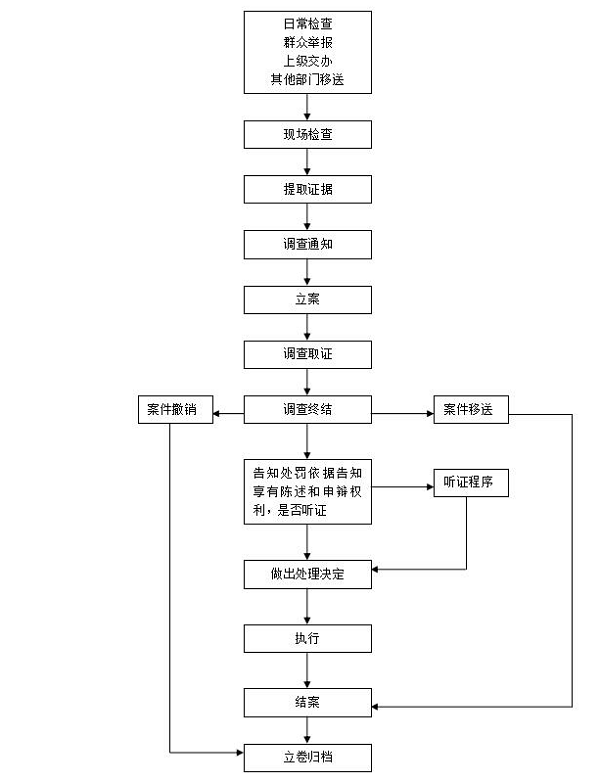 日常检查
群众举报
上级交办
其他部门移送
现场检查
提取证据
调查通知
立案
调查取证
案件撤销
调查终结
案件移送
告知处罚依据告知
享有陈述和申辩权
利，是否听证
听证程序
做出处理决定
执行
结案
立卷归档